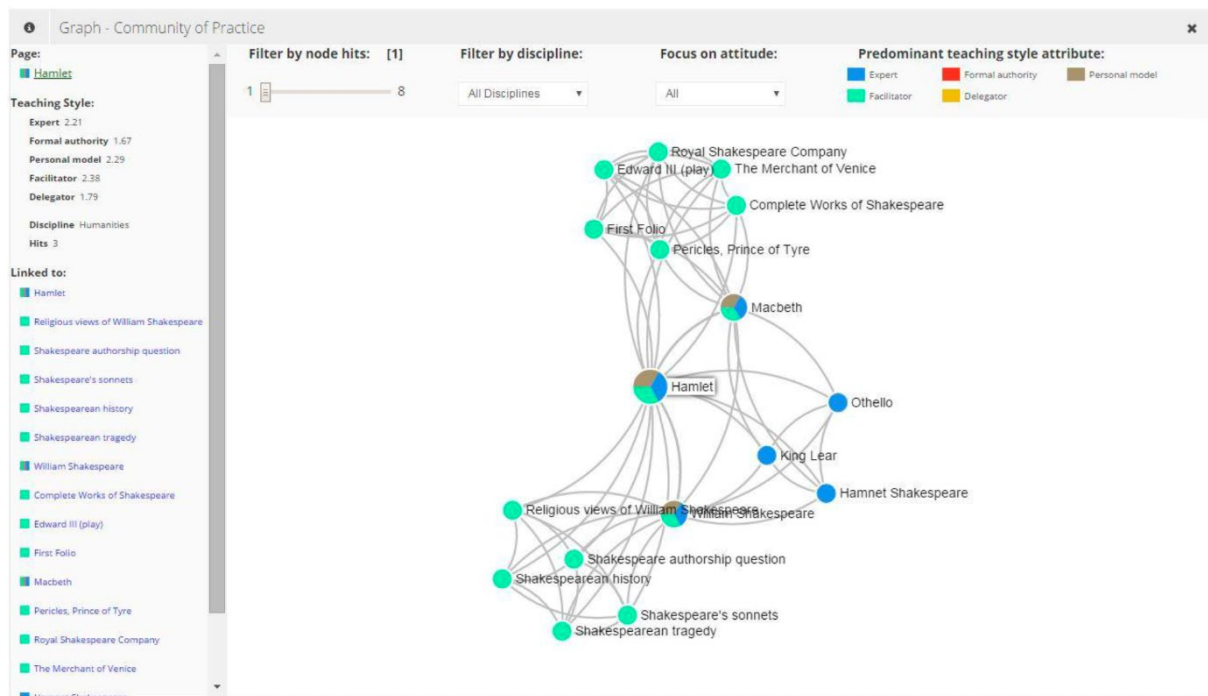 Graph - Community of Practice
Page:
Hamlet
Teaching Style:
Expert 2.21
Formal authority 1.67
Personal model 2.29
Facilitator 2.38
Delegator 1.79
Discipline Humanities
Hits 3
Linked to:
Hamlet
Religious views of William Shakespeare
Shakespeare authorship question
Shakespeare's sonnets
Shakespearean history
Shakespearean tragedy
William Shakespeare
Complete Works of Shakespeare
Edward III (play)
First Folio
Macbeth
Pericles, Prince of Tyre
Royal Shakespeare Company
The Merchant of Venice
Filter by node hits: [1]
1 8
Filter by discipline:
All Disciplines
Focus on attitude:
All
Predominant teaching style attribute:
Expert Formal authority Personal model
Facilitator Delegator
Royal Shakespeare Company
Edward III (play) The Merchant of Venice
Complete Works of Shakespeare
First Folio
Pericles, Prince of Tyre
Macbeth
Hamlet
Othello
King Lear
Hamnet Shakespeare
Religious views of William Shakespeare
William Shakespeare
Shakespeare authorship question
Shakespearean history
Shakespeare's sonnets
Shakespearean tragedy